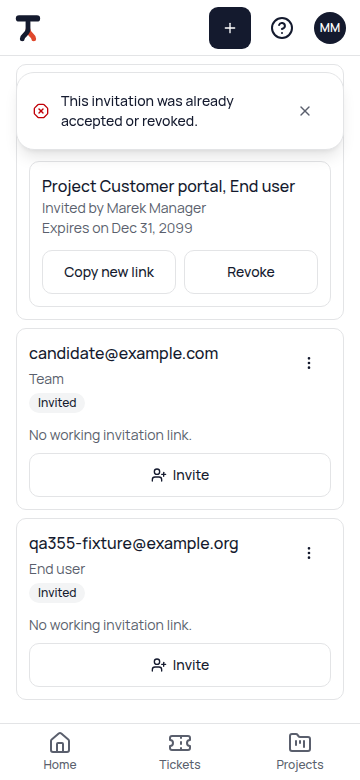 MM
This invitation was already
accepted or revoked.
Project Customer portal, End user
Invited by Marek Manager
Expires on Dec 31, 2099
Copy new link
Revoke
candidate@example.com
Team
Invited
No working invitation link.
Invite
qa355-fixture@example.org
End user
Invited
No working invitation link.
Invite
Home
Tickets
Projects